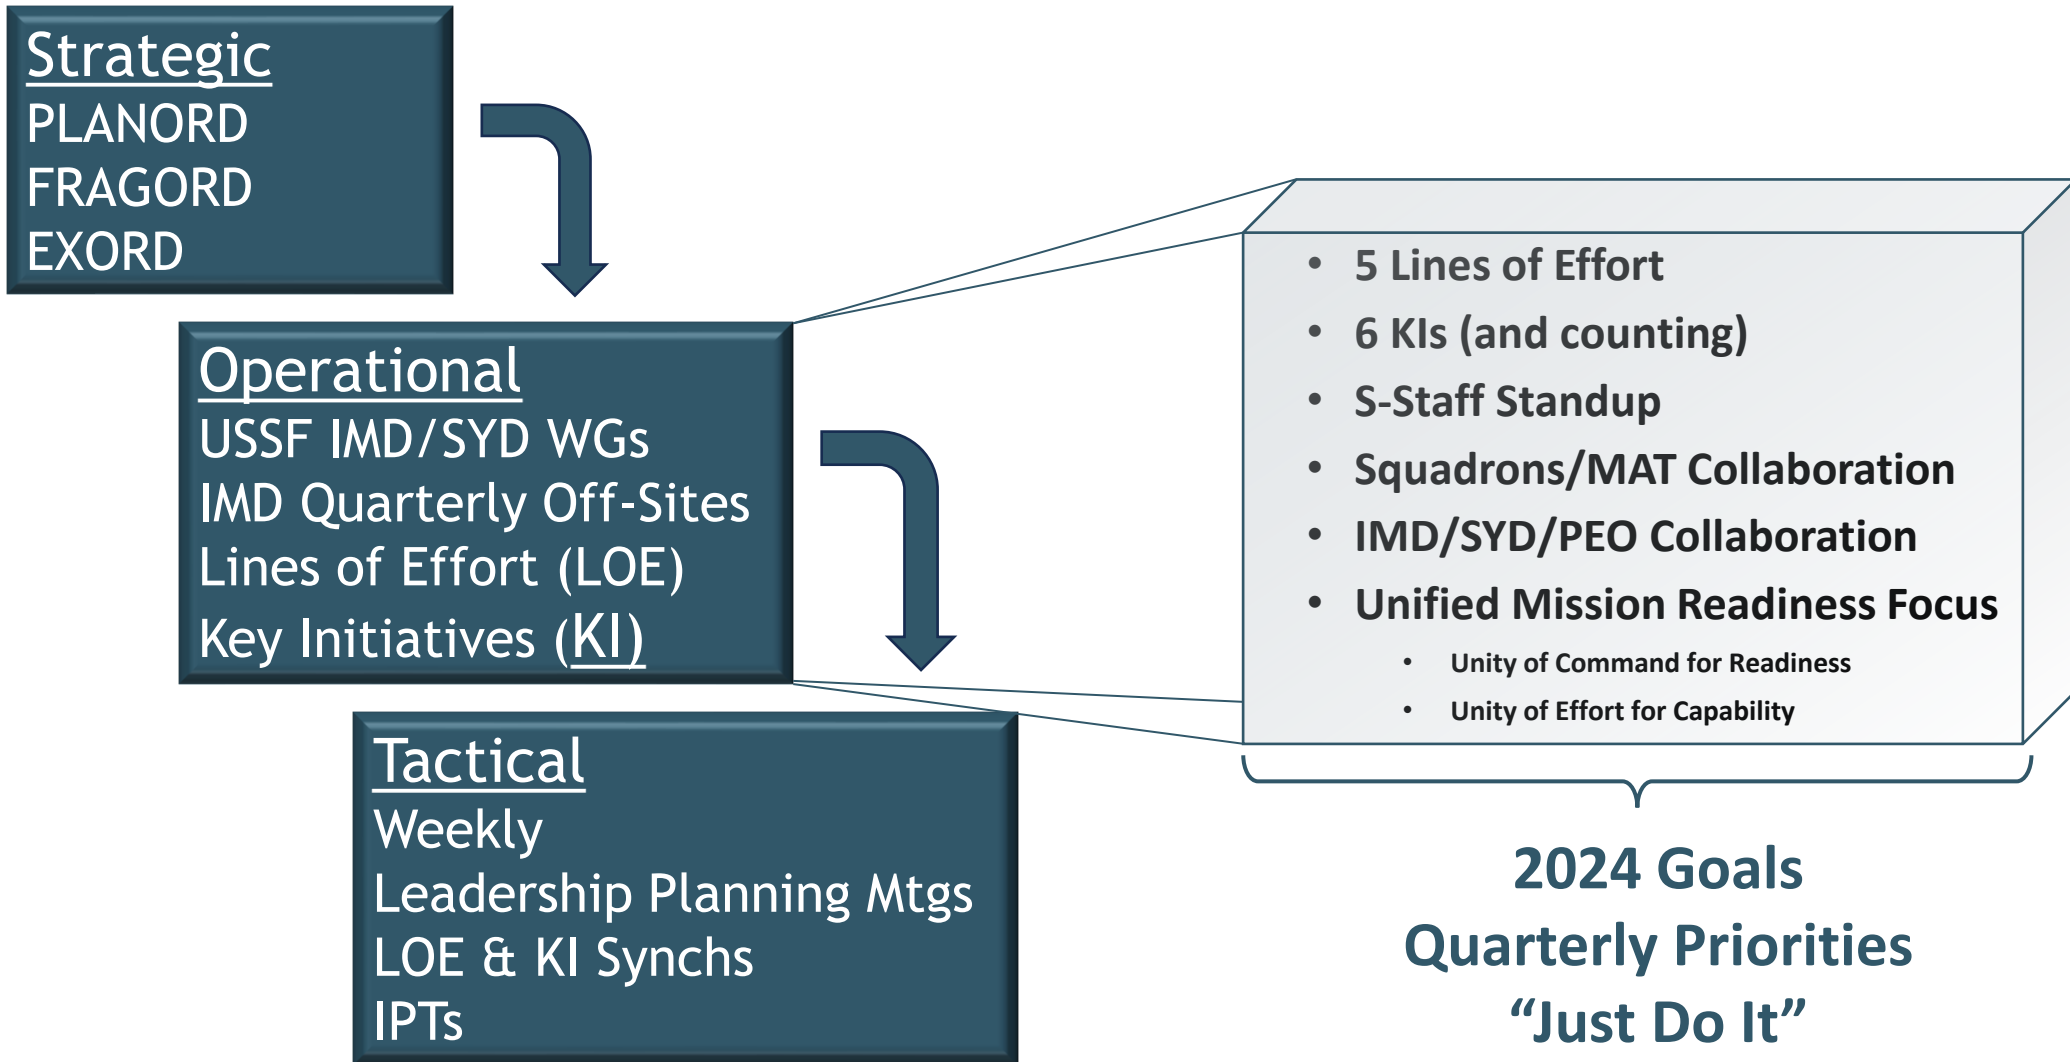 Strategic
PLANORD
FRAGORD
EXORD
Operational
USSF IMD/SYD WGs
IMD Quarterly Off-Sites
Lines of Effort (LOE)
Key Initiatives (KI)
Tactical
Weekly
Leadership Planning Mtgs
LOE & KI Synchs
IPTs
• 5 Lines of Effort
• 6 KIs (and counting)
• S-Staff Standup
• Squadrons/MAT Collaboration
• IMD/SYD/PEO Collaboration
• Unified Mission Readiness Focus
• Unity of Command for Readiness
• Unity of Effort for Capability
2024 Goals
Quarterly Priorities
“Just Do It”